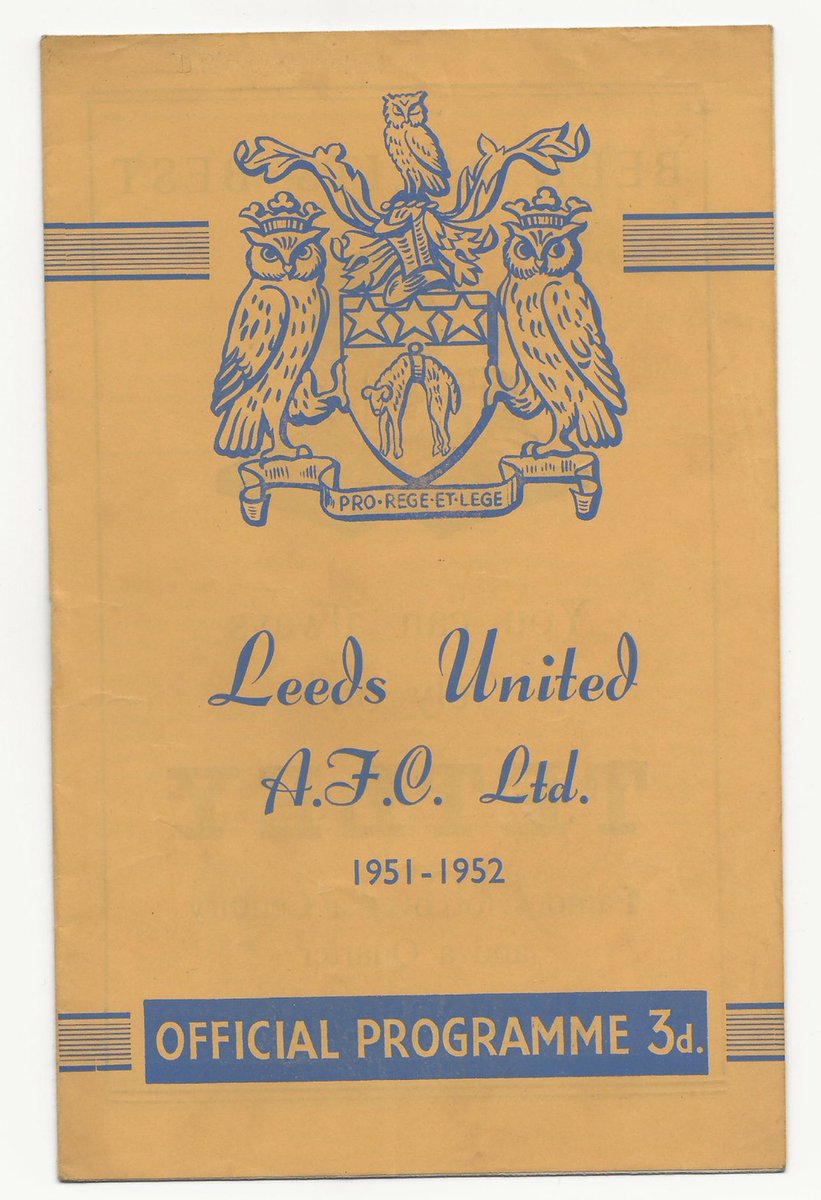 PRO·REGE·ET·LEGE
Leeds United
A.F.C. Ltd.
1951-1952
OFFICIAL PROGRAMME 3d.